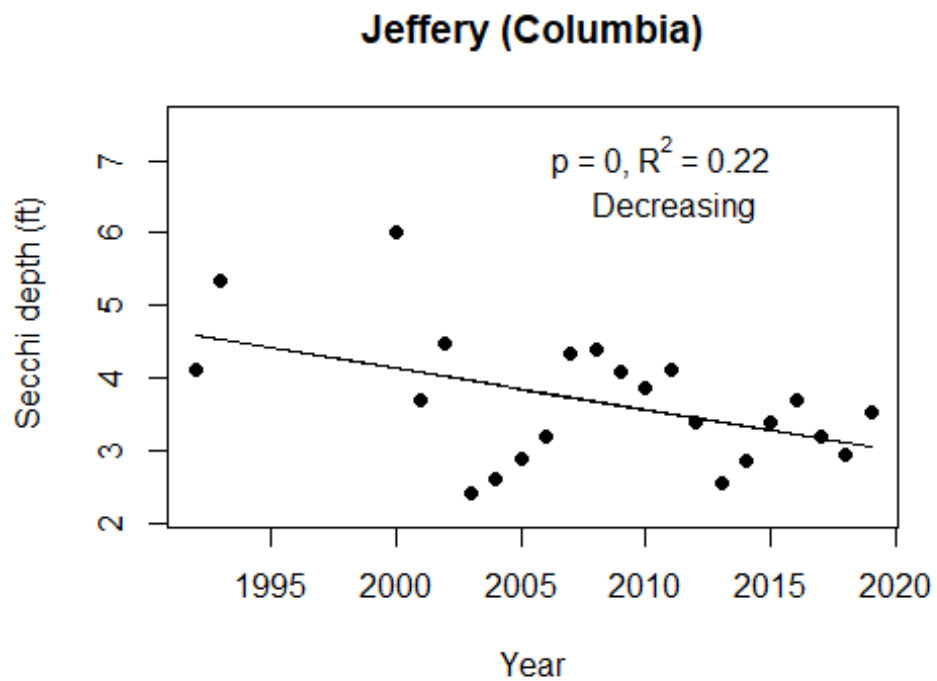 Jeffery (Columbia)
p = 0, R² = 0.22
Decreasing
Secchi depth (ft)
7
6
5
4
3
2
1995 2000 2005 2010 2015 2020
Year